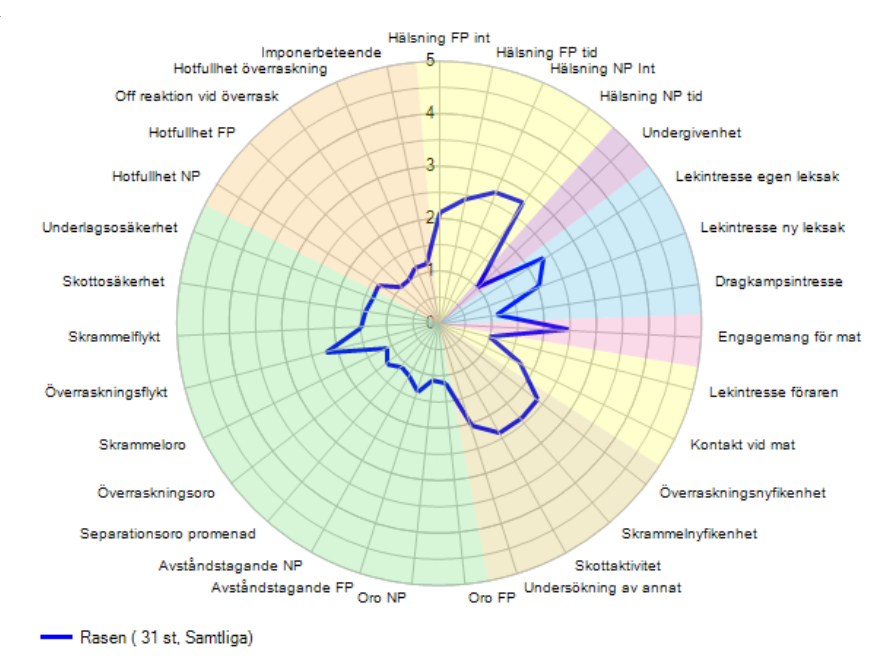 Hälsning FP int
Imponerbeteende
Hälsning FP tid
Hotfullhet överraskning
Hälsning NP Int
Off reaktion vid överrask
Hälsning NP tid
Hotfullhet FP
Undergivenhet
Hotfullhet NP
Lekintresse egen leksak
Underlagsosäkerhet
Lekintresse ny leksak
Skottosäkerhet
Dragkampsintresse
Skrammelflykt
Engagemang för mat
Överraskningsflykt
Lekintresse föraren
Skrammeloro
Kontakt vid mat
Överraskningsoro
Överraskningsnyfikenhet
Separationsoro promenad
Skrammelnyfikenhet
Avståndstagande NP
Skottaktivitet
Avståndstagande FP
Undersökning av annat
Oro NP
Oro FP
5
4
3
2
1
0
Rasen ( 31 st, Samtliga)